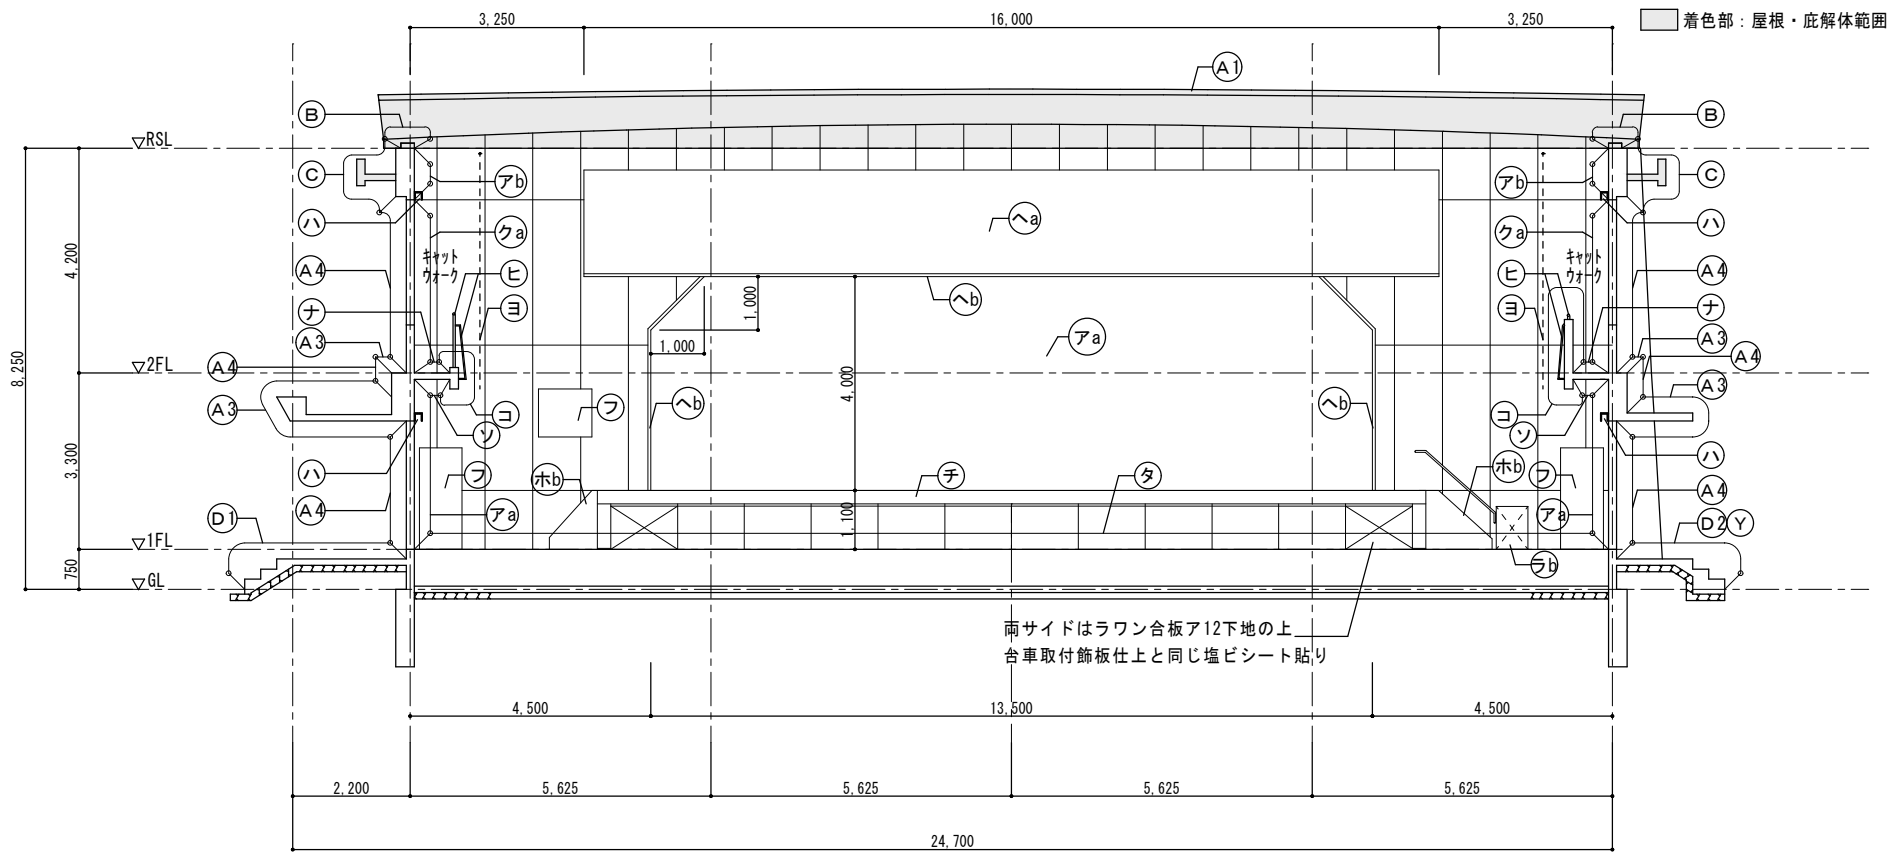 3,250
16,000
3,250
着色部：屋根・庇解体範囲
A1
B
B
▽RSL
C
アb
アb
C
ハ
ヘa
ハ
クa
クa
4,200
キャット
ウォーク
キャット
ウォーク
A4
ヒ
ヒ
A4
ヘb
ナ
ヨ
1,000
ヨ
ナ
A3
1,000
アa
A3
A4
▽2FL
A4
8,250
A3
4,000
A3
コ
フ
ヘb
ヘb
コ
ソ
ソ
3,300
ハ
フ
ホb
チ
タ
ホb
フ
ハ
A4
アa
1,100
アa
A4
D1
D2
Y
▽1FL
ラb
750
▽GL
両サイドはラワン合板ア12下地の上
台車取付飾板仕上と同じ塩ビシート貼り
4,500
13,500
4,500
2,200
5,625
5,625
5,625
5,625
24,700